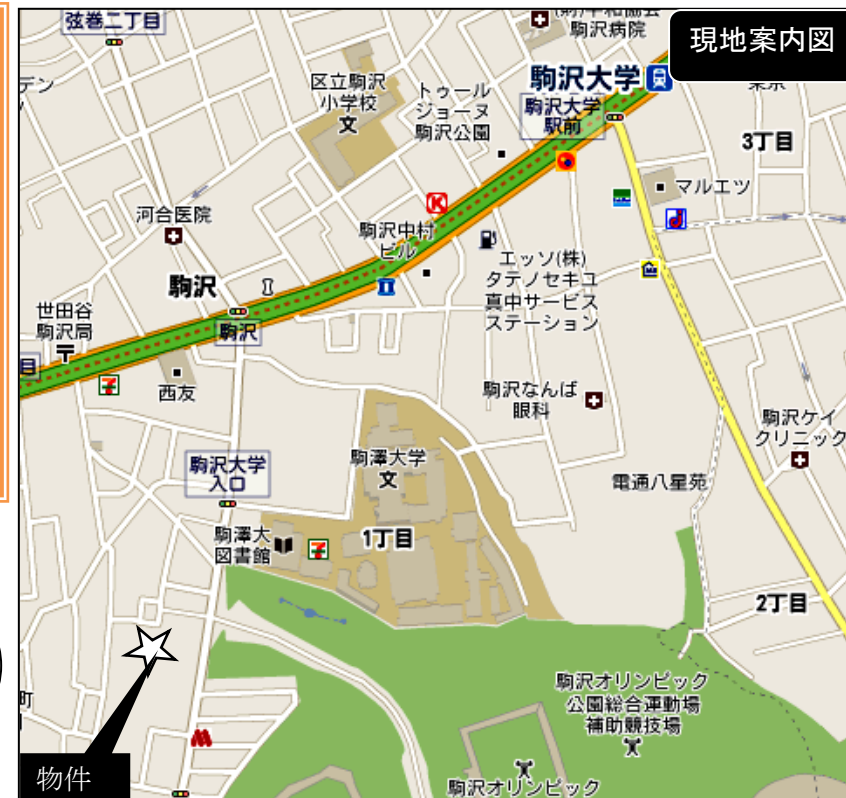 現地案内図
弦巻二丁目
駒沢病院
デン
区立駒沢
小学校
文
トゥール
ジョーヌ
駒沢公園
駒沢大学
駒沢大学
駅前
3丁目
マルエツ
河合医院
K
駒沢中村
ビル
エッソ(株)
タテノセキユ
真中サービス
ステーション
駒沢
世田谷
駒沢局
駒沢
目
西友
駒沢なんば
眼科
駒沢ケイ
クリニック
駒沢大学
入口
駒澤大学
文
電通八星苑
駒澤大
図書館
1丁目
2丁目
駒沢オリンピック
公園総合運動場
補助競技場
町
物件
駒沢オリンピック